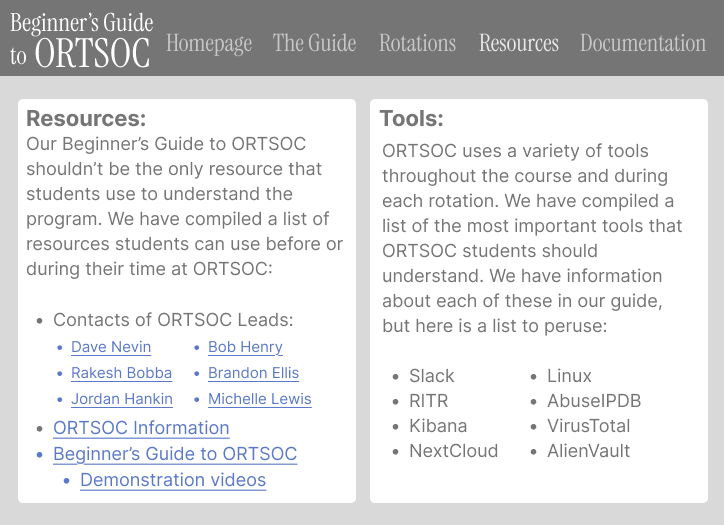 Beginner's Guide
to ORTSOC
Homepage The Guide Rotations Resources Documentation
Resources:
Our Beginner's Guide to ORTSOC
shouldn't be the only resource that
students use to understand the
program. We have compiled a list of
resources students can use before or
during their time at ORTSOC:
• Contacts of ORTSOC Leads:
• Dave Nevin • Bob Henry
• Rakesh Bobba • Brandon Ellis
• Jordan Hankin • Michelle Lewis
• ORTSOC Information
• Beginner's Guide to ORTSOC
• Demonstration videos
Tools:
ORTSOC uses a variety of tools
throughout the course and during
each rotation. We have compiled a
list of the most important tools that
ORTSOC students should
understand. We have information
about each of these in our guide,
but here is a list to peruse:
• Slack • Linux
• RITR • AbuseIPDB
• Kibana • VirusTotal
• NextCloud • AlienVault